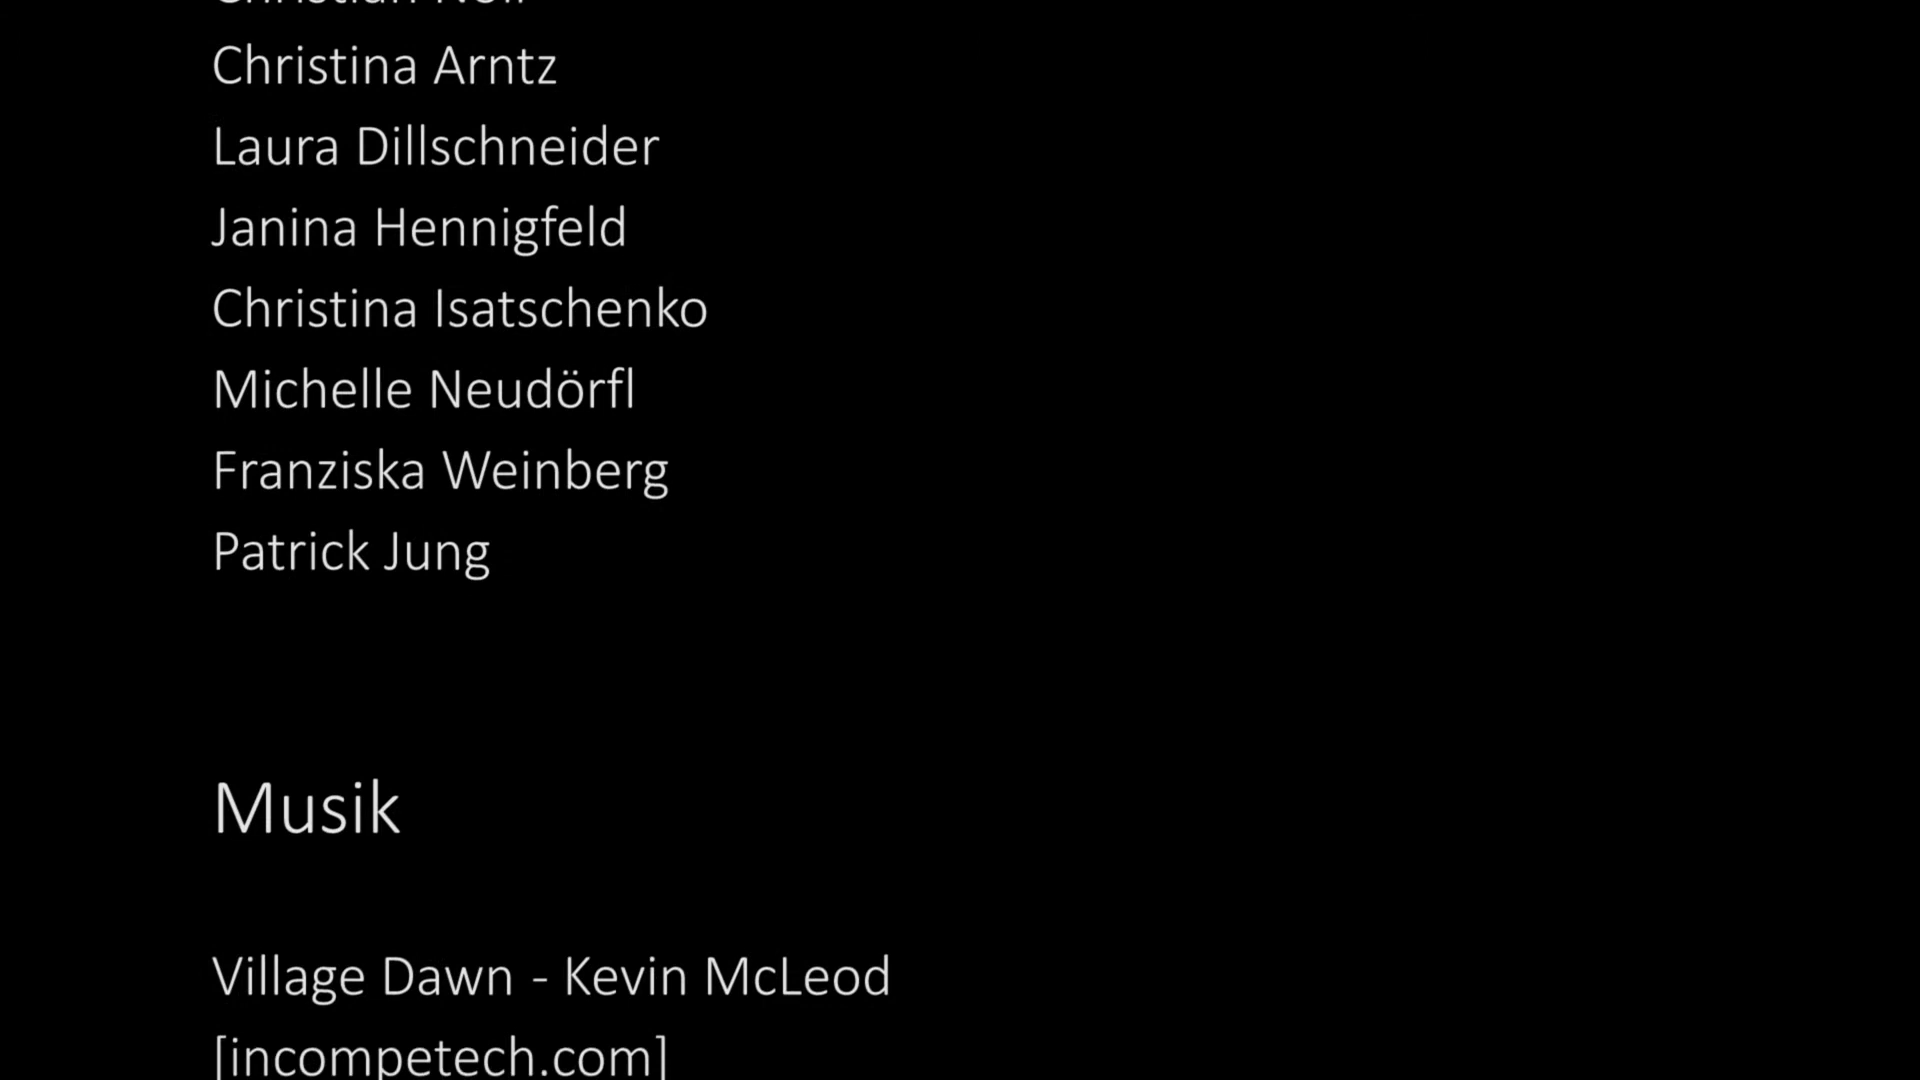 Christina Arntz
Laura Dillschneider
Janina Hennigfeld
Christina Isatschenko
Michelle Neudörfl
Franziska Weinberg
Patrick Jung
Musik
Village Dawn - Kevin McLeod
[incompetech.com]